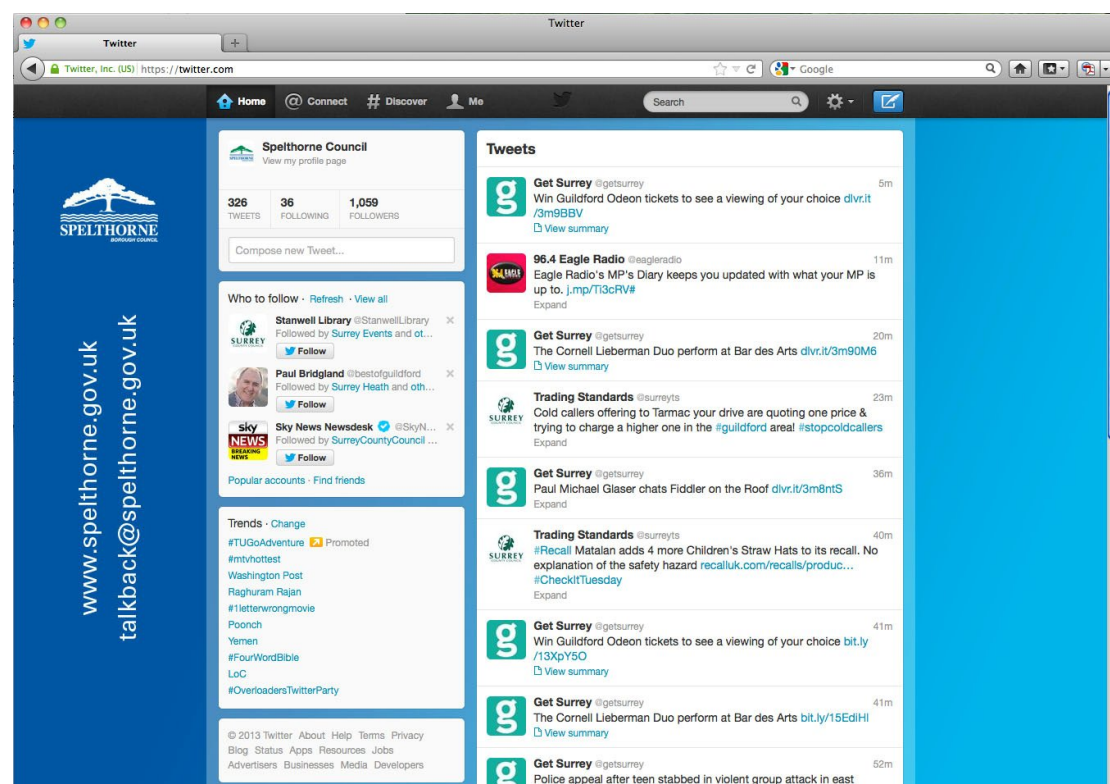 Twitter
Twitter
Twitter, Inc. (US) https://twitter.com
Google
Home
Connect
Discover
Me
Search
SPELTHORNE
BOROUGH COUNCIL
www.spelthorne.gov.uk
talkback@spelthorne.gov.uk
Spelthorne Council
View my profile page
326 36 1,059
TWEETS FOLLOWING FOLLOWERS
Compose new Tweet...
Who to follow · Refresh · View all
SURREY
Stanwell Library @StanwellLibrary
Followed by Surrey Events and ot...
Follow
Paul Bridgland @bestofguildford
Followed by Surrey Heath and oth...
Follow
sky
NEWS
BREAKING
NEWS
Sky News Newsdesk @SkyN...
Followed by SurreyCountyCouncil ...
Follow
Popular accounts · Find friends
Trends · Change
#TUGoAdventure Promoted
#mtvhottest
Washington Post
Raghuram Rajan
#1letterwrongmovie
Poonch
Yemen
#FourWordBible
LoC
#OverloadersTwitterParty
© 2013 Twitter About Help Terms Privacy
Blog Status Apps Resources Jobs
Advertisers Businesses Media Developers
Tweets
g
Get Surrey @getsurrey 5m
Win Guildford Odeon tickets to see a viewing of your choice dlvr.it
/3m9BBV
View summary
96.4 Eagle Radio @eagleradio 11m
Eagle Radio's MP's Diary keeps you updated with what your MP is
up to. j.mp/Ti3cRV#
Expand
g
Get Surrey @getsurrey 20m
The Cornell Lieberman Duo perform at Bar des Arts dlvr.it/3m90M6
View summary
SURREY
Trading Standards @surreyts 23m
Cold callers offering to Tarmac your drive are quoting one price &
trying to charge a higher one in the #guildford area! #stopcoldcallers
Expand
g
Get Surrey @getsurrey 36m
Paul Michael Glaser chats Fiddler on the Roof dlvr.it/3m8ntS
Expand
SURREY
Trading Standards @surreyts 40m
#Recall Matalan adds 4 more Children's Straw Hats to its recall. No
explanation of the safety hazard recalluk.com/recalls/produc...
#CheckItTuesday
Expand
g
Get Surrey @getsurrey 41m
Win Guildford Odeon tickets to see a viewing of your choice bit.ly
/13XpY5O
View summary
g
Get Surrey @getsurrey 41m
The Cornell Lieberman Duo perform at Bar des Arts bit.ly/15EdiHI
View summary
g
Get Surrey @getsurrey 52m
Police appeal after teen stabbed in violent group attack in east